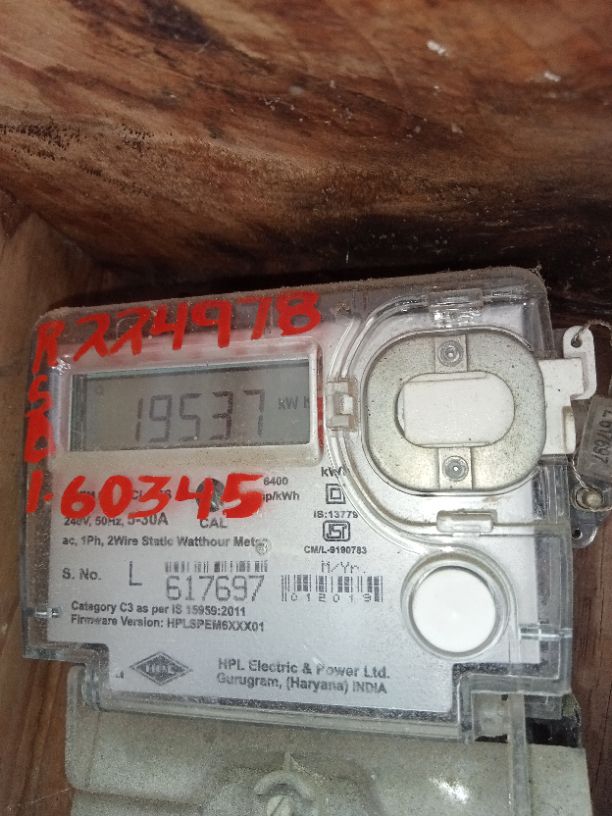 R224978
S
19537 kWh
1-60345
6400
imp/kWh
240V, 50Hz, 5-30A
CAL
IS:13779
ac, 1Ph, 2Wire Static Watthour Meter
CM/L-9190783
S. No. L 617697
M/Yr.
012019
Category C3 as per IS 15959:2011
Firmware Version: HPLSPEM6XXX01
HPL Electric & Power Ltd.
Gurugram, (Haryana) INDIA